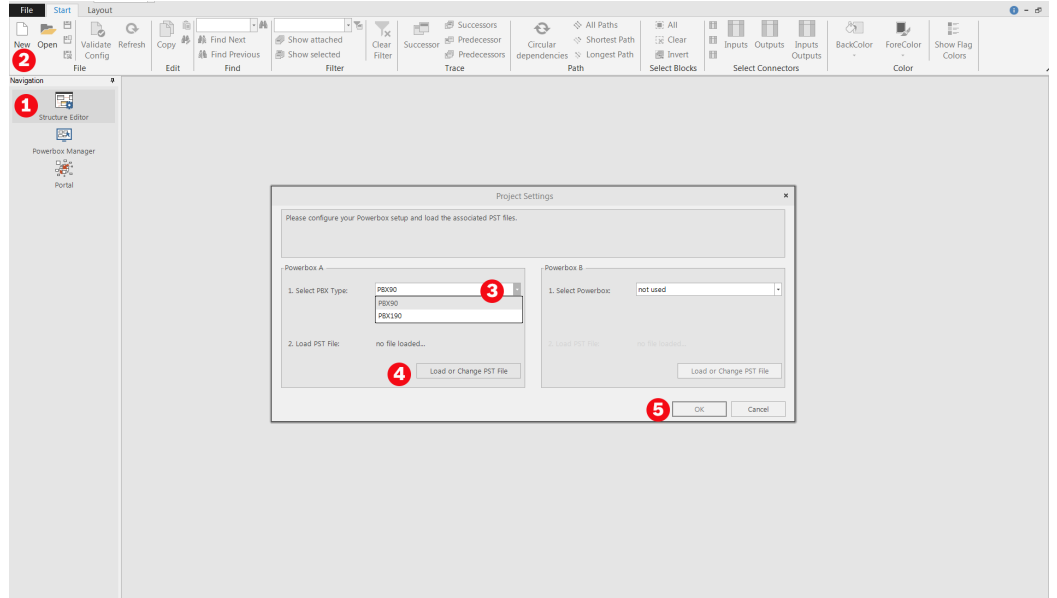 File Start Layout
New Open Validate Config Refresh
File
Copy
Edit
Find Next
Find Previous
Find
Show attached
Show selected
Clear Filter
Filter
Successor
Successors
Predecessor
Predecessors
Trace
Circular dependencies
All Paths
Shortest Path
Longest Path
Path
All
Clear
Invert
Select Blocks
Inputs Outputs Inputs Outputs
Select Connectors
BackColor ForeColor Show Flag Colors
Color
2
Navigation
1
Structure Editor
Powerbox Manager
Portal
Project Settings
Please configure your Powerbox setup and load the associated PST files.
Powerbox A
1. Select PBX Type: PBX90
3
PBX90
PBX190
2. Load PST File: no file loaded...
4
Load or Change PST File
Powerbox B
1. Select Powerbox: not used
2. Load PST File: no file loaded...
Load or Change PST File
5
OK Cancel